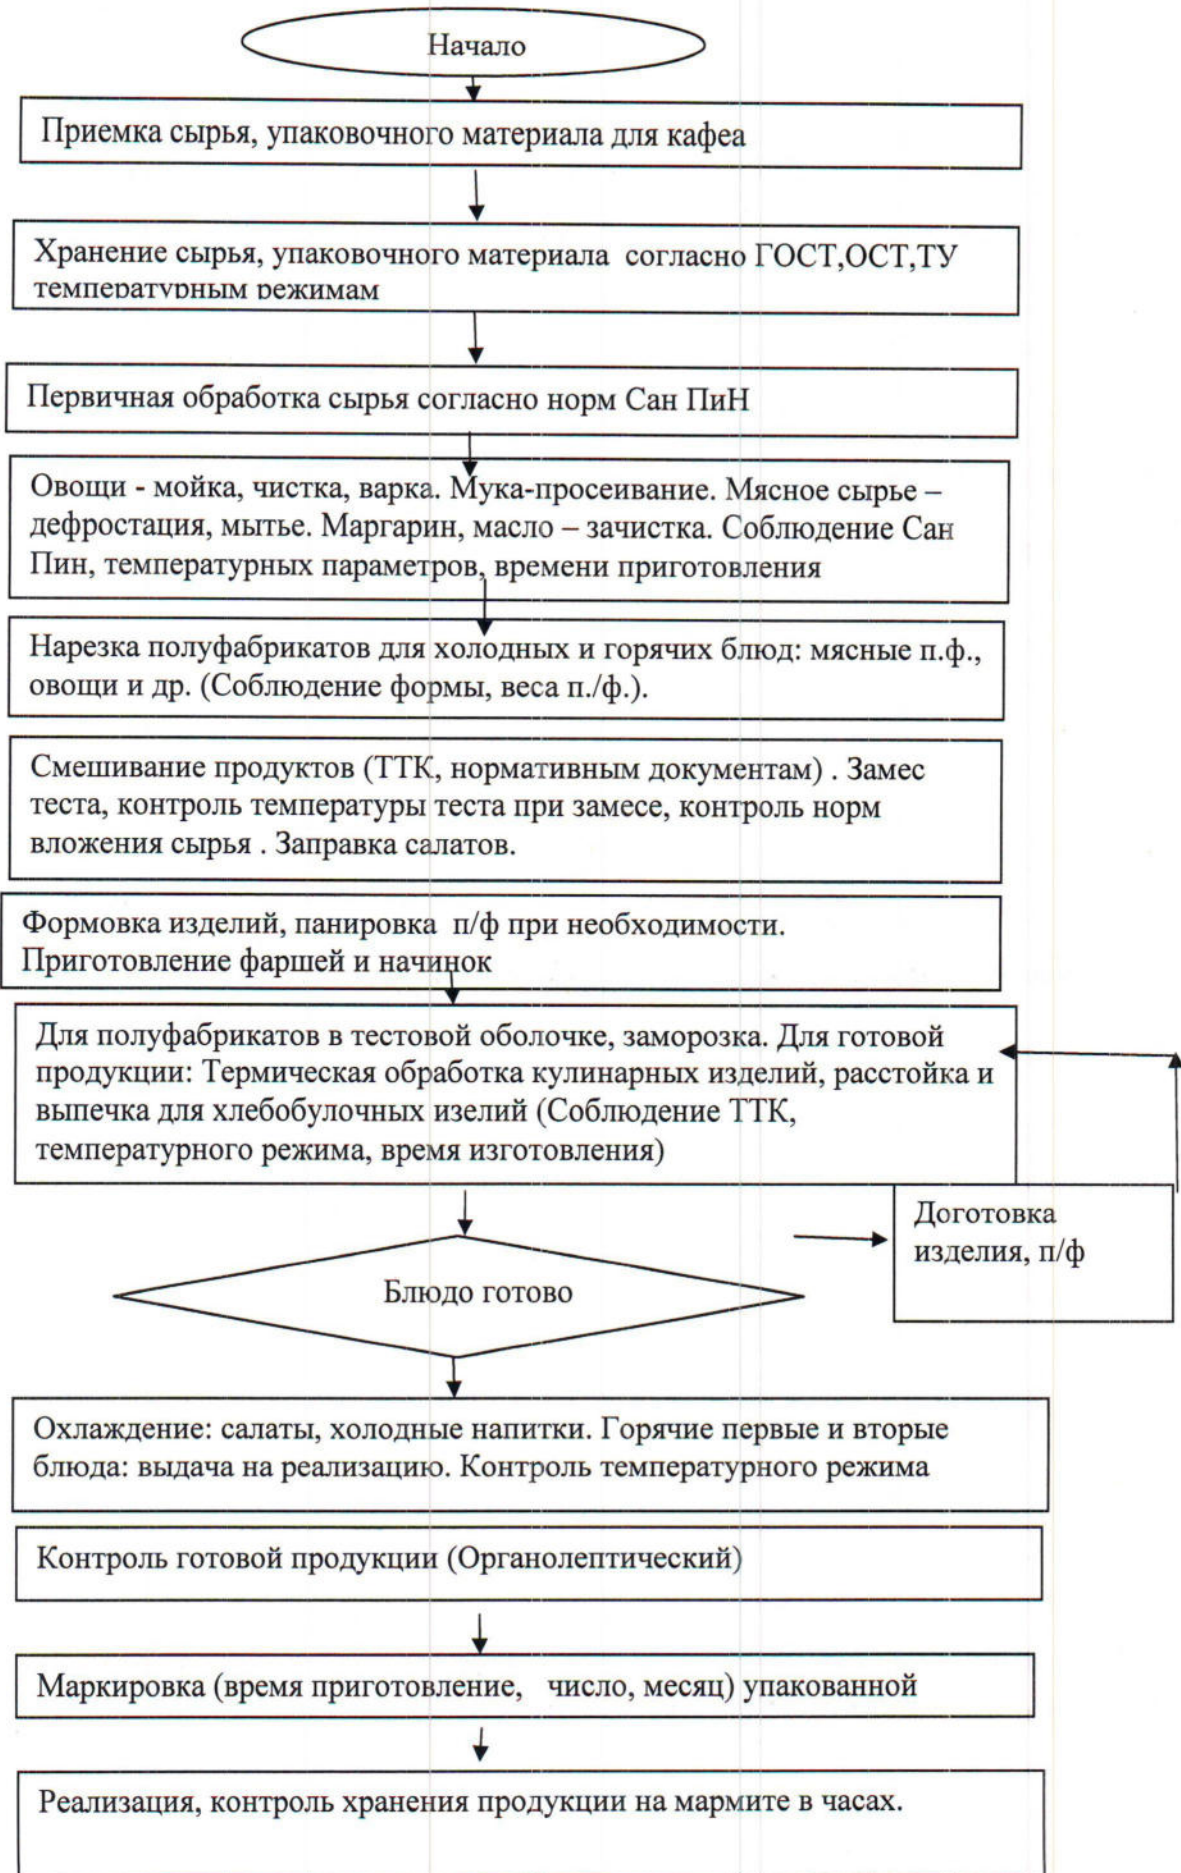 Начало
Приемка сырья, упаковочного материала для кафеа
Хранение сырья, упаковочного материала согласно ГОСТ,ОСТ,ТУ
температурным режимам
Первичная обработка сырья согласно норм Сан ПиН
Овощи - мойка, чистка, варка. Мука-просеивание. Мясное сырье –
дефростация, мытье. Маргарин, масло – зачистка. Соблюдение Сан
Пин, температурных параметров, времени приготовления
Нарезка полуфабрикатов для холодных и горячих блюд: мясные п.ф.,
овощи и др. (Соблюдение формы, веса п./ф.).
Смешивание продуктов (ТТК, нормативным документам) . Замес
теста, контроль температуры теста при замесе, контроль норм
вложения сырья . Заправка салатов.
Формовка изделий, панировка п/ф при необходимости.
Приготовление фаршей и начинок
Для полуфабрикатов в тестовой оболочке, заморозка. Для готовой
продукции: Термическая обработка кулинарных изделий, расстойка и
выпечка для хлебобулочных изелий (Соблюдение ТТК,
температурного режима, время изготовления)
Доготовка
изделия, п/ф
Блюдо готово
Охлаждение: салаты, холодные напитки. Горячие первые и вторые
блюда: выдача на реализацию. Контроль температурного режима
Контроль готовой продукции (Органолептический)
Маркировка (время приготовление, число, месяц) упакованной
Реализация, контроль хранения продукции на мармите в часах.